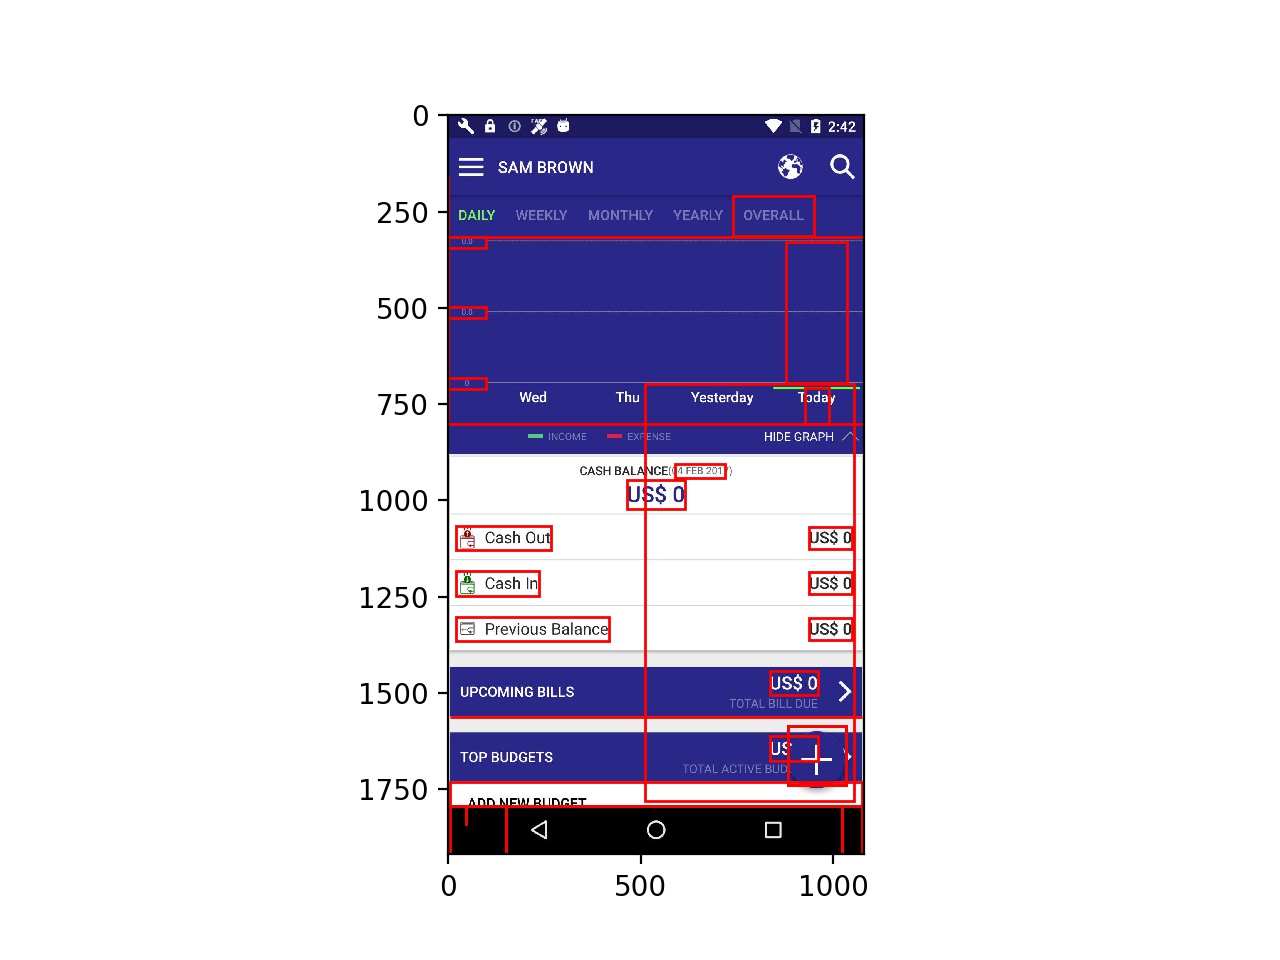 0
250
500
750
1000
1250
1500
1750
0
500
1000
2:42
SAM BROWN
DAILY WEEKLY MONTHLY YEARLY OVERALL
0.0
0.0
0
Wed Thu Yesterday Today
INCOME EXPENSE HIDE GRAPH
CASH BALANCE(04 FEB 2017)
US$ 0
Cash Out US$ 0
Cash In US$ 0
Previous Balance US$ 0
UPCOMING BILLS US$ 0
TOTAL BILL DUE
TOP BUDGETS US
TOTAL ACTIVE BUD
ADD NEW BUDGET